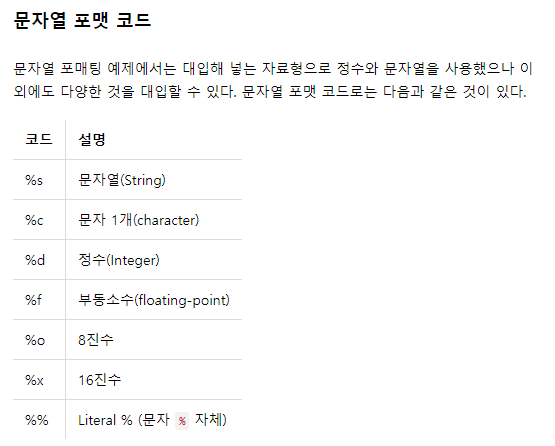 문자열 포맷 코드
문자열 포매팅 예제에서는 대입해 넣는 자료형으로 정수와 문자열을 사용했으나 이
외에도 다양한 것을 대입할 수 있다. 문자열 포맷 코드로는 다음과 같은 것이 있다.
코드 설명
%s 문자열(String)
%c 문자 1개(character)
%d 정수(Integer)
%f 부동소수(floating-point)
%o 8진수
%x 16진수
%% Literal % (문자 % 자체)